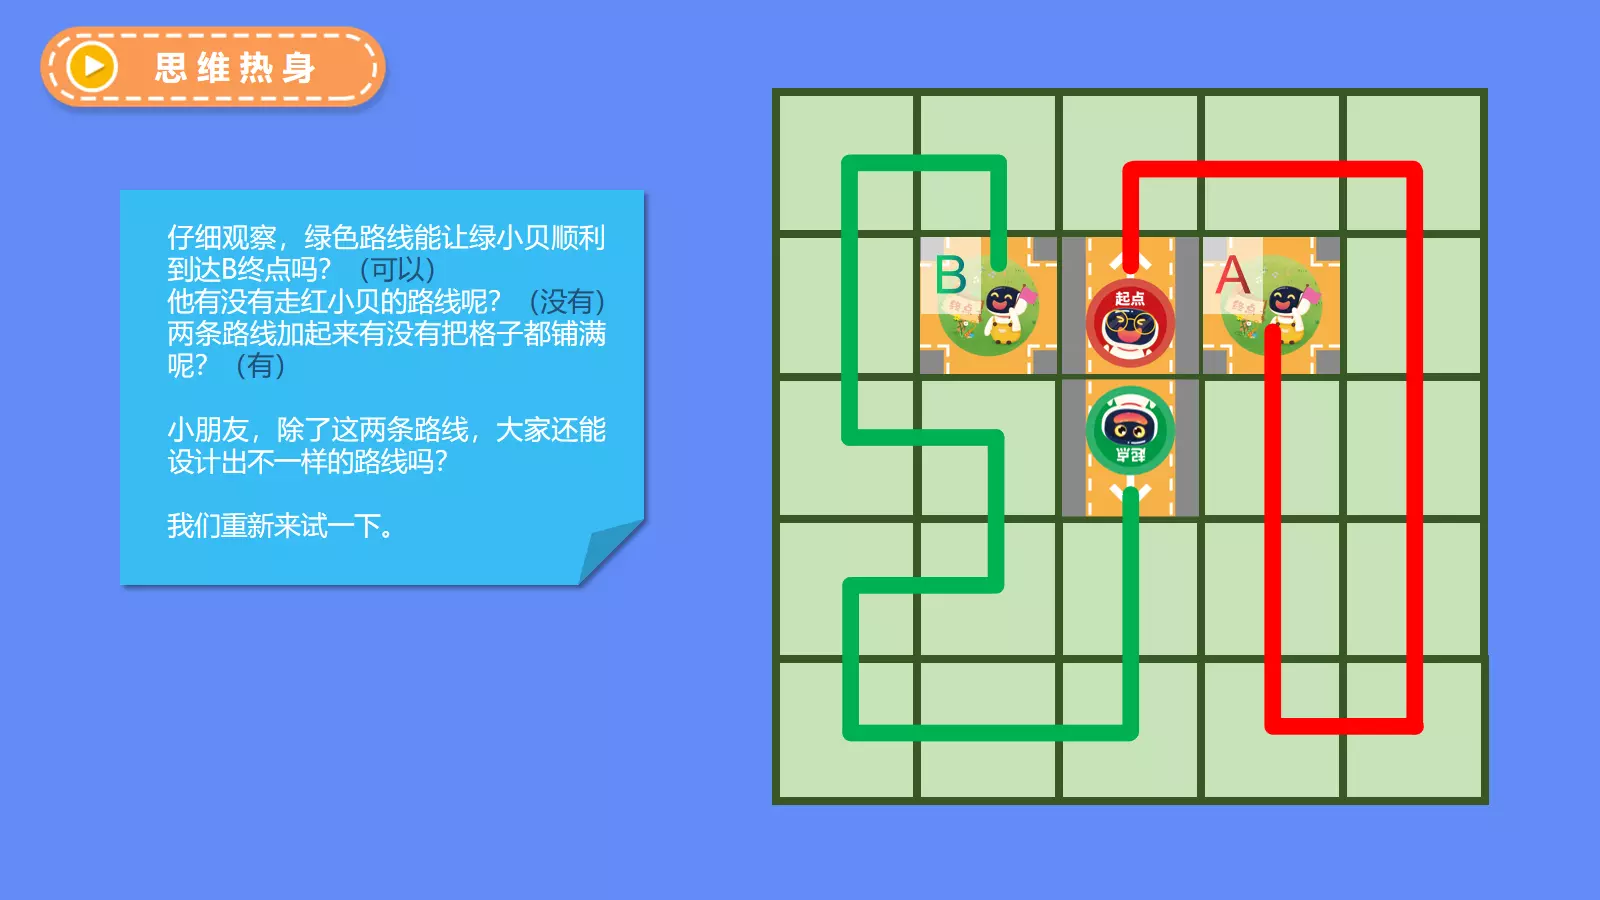 思维热身
仔细观察，绿色路线能让绿小贝顺利
到达B终点吗？（可以）
他有没有走红小贝的路线呢？（没有）
两条路线加起来有没有把格子都铺满
呢？（有）
小朋友，除了这两条路线，大家还能
设计出不一样的路线吗？
我们重新来试一下。
B
终点
起点
A
终点
起点